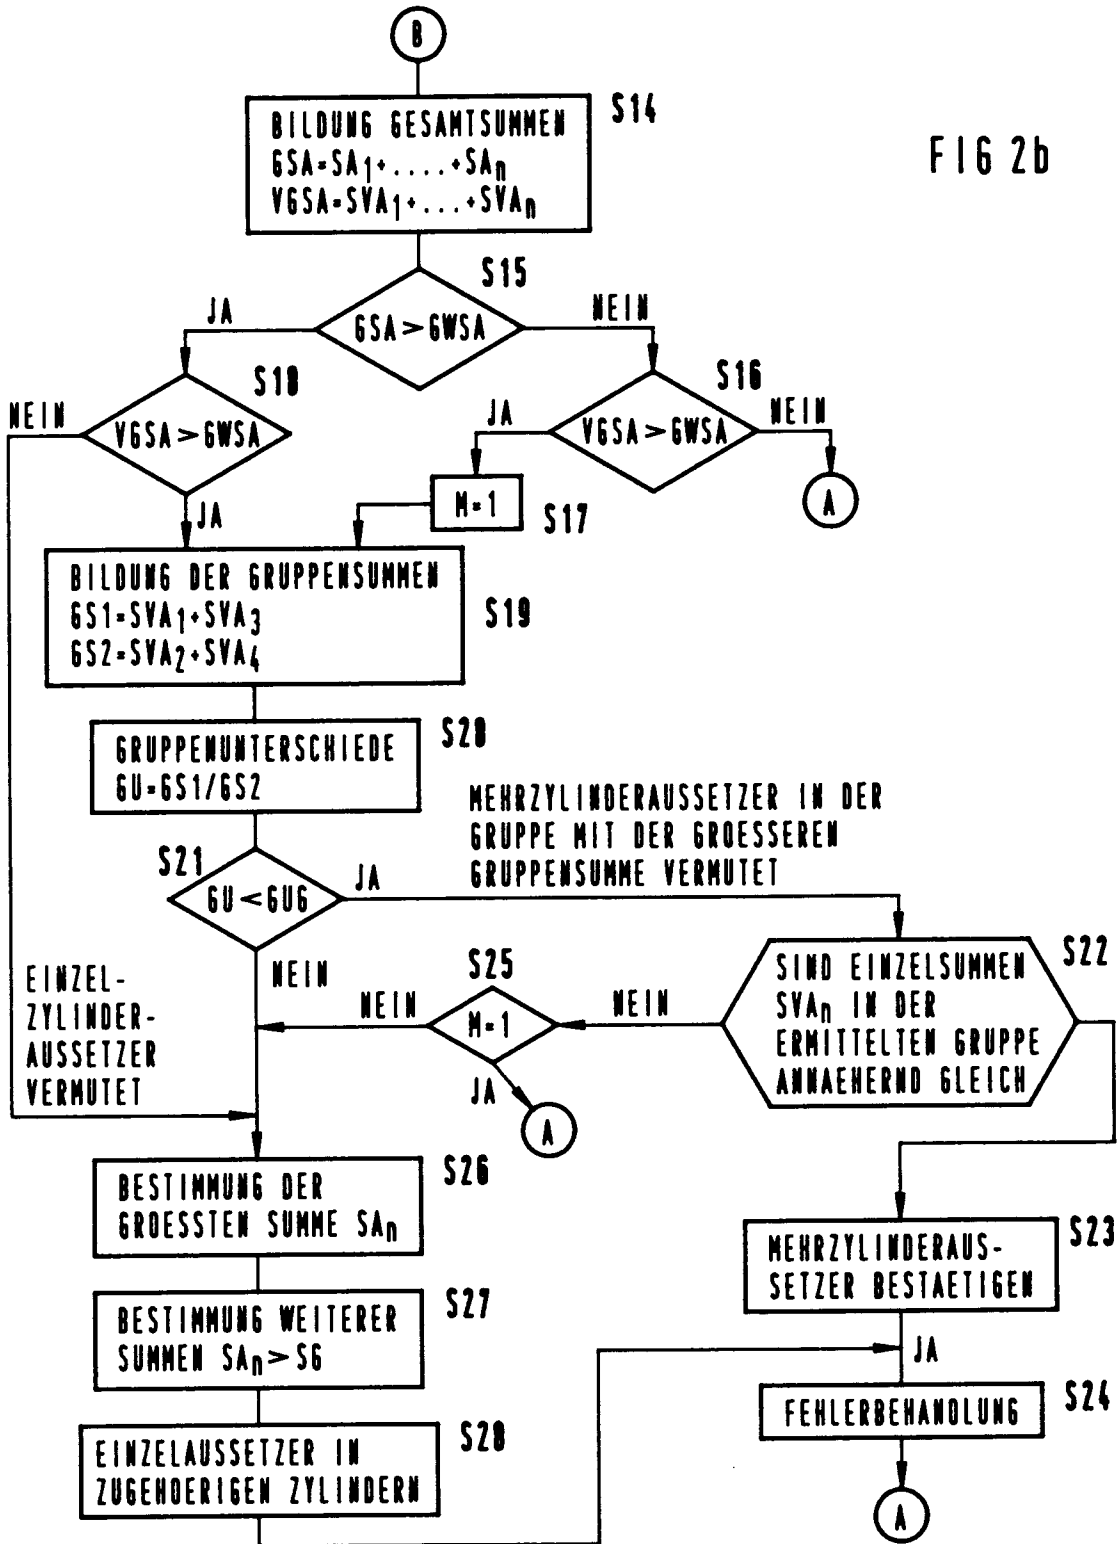 B
S14
BILDUNG GESAMTSUMMEN
GSA=SA1+....+SAn
VGSA=SVA1+...+SVAn
FIG 2b
S15
JA
GSA>GWSA
NEIN
S18
S16
NEIN
VGSA>GWSA
JA
VGSA>GWSA
NEIN
JA
M=1
S17
A
BILDUNG DER GRUPPENSUMMEN
GS1=SVA1+SVA3
GS2=SVA2+SVA4
S19
S20
GRUPPENUNTERSCHIEDE
GU=GS1/GS2
MEHRZYLINDERAUSSETZER IN DER
GRUPPE MIT DER GROESSEREN
GRUPPENSUMME VERMUTET
S21
GU<GUG
JA
NEIN
S25
S22
EINZEL-
ZYLINDER-
AUSSETZER
VERMUTET
NEIN
M=1
NEIN
SIND EINZELSUMMEN
SVAn IN DER
ERMITTELTEN GRUPPE
ANNAEHERND GLEICH
JA
A
S26
BESTIMMUNG DER
GROESSTEN SUMME SAn
S23
MEHRZYLINDERAUS-
SETZER BESTAETIGEN
S27
BESTIMMUNG WEITERER
SUMMEN SAn>SG
JA
S24
FEHLERBEHANDLUNG
S28
EINZELAUSSETZER IN
ZUGEHOERIGEN ZYLINDERN
A